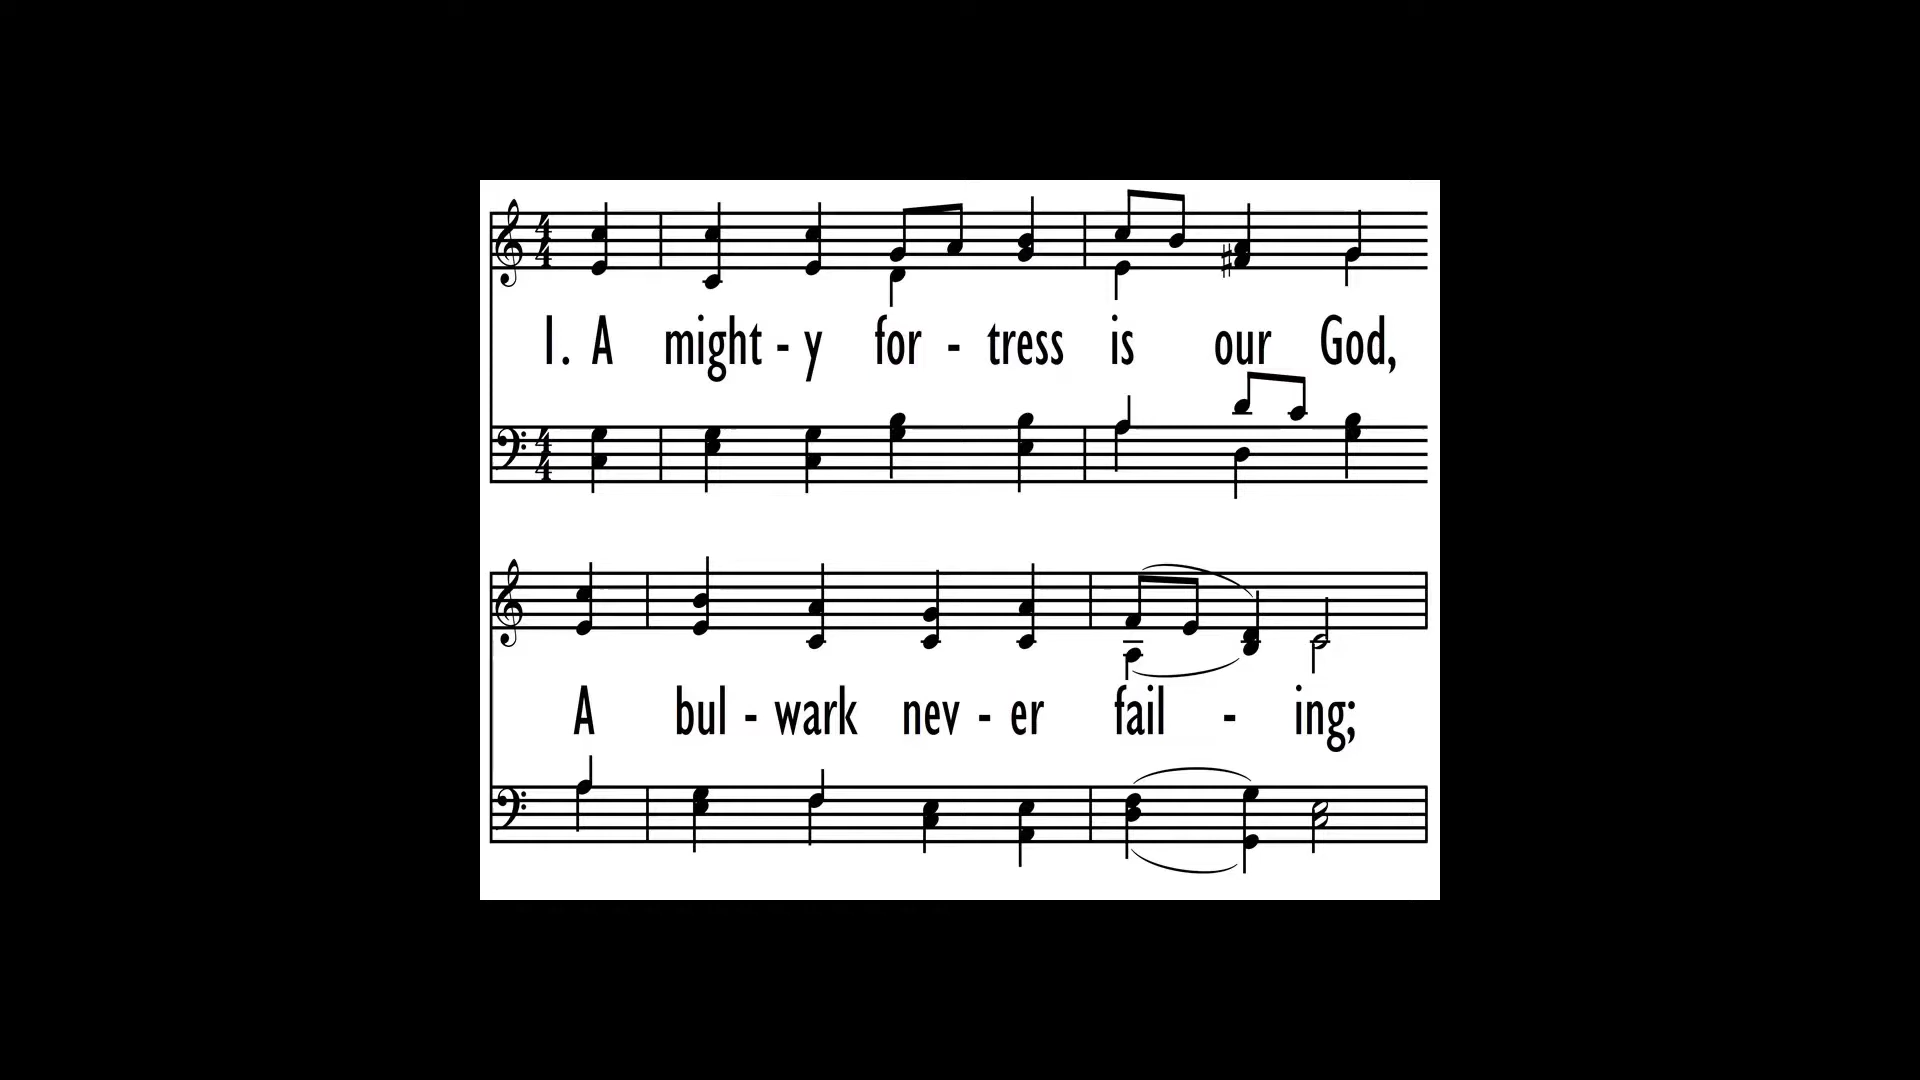 1. A might - y for - tress is our God,
A bul - wark nev - er fail - ing;